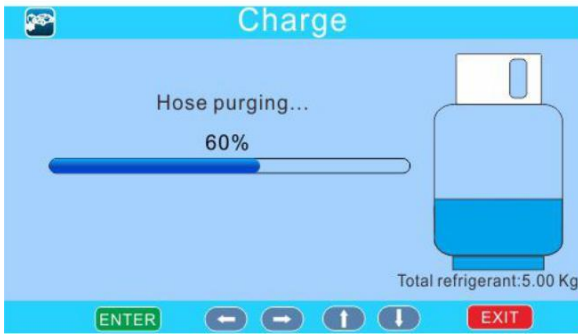 Charge
Hose purging...
60%
Total refrigerant:5.00 Kg
ENTER
EXIT